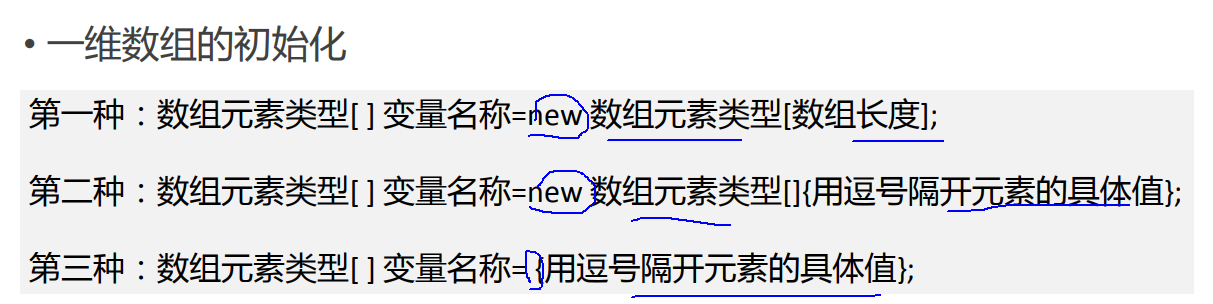 • 一维数组的初始化
第一种：数组元素类型[ ] 变量名称=new 数组元素类型[数组长度];
第二种：数组元素类型[ ] 变量名称=new 数组元素类型[]{用逗号隔开元素的具体值};
第三种：数组元素类型[ ] 变量名称= {用逗号隔开元素的具体值};